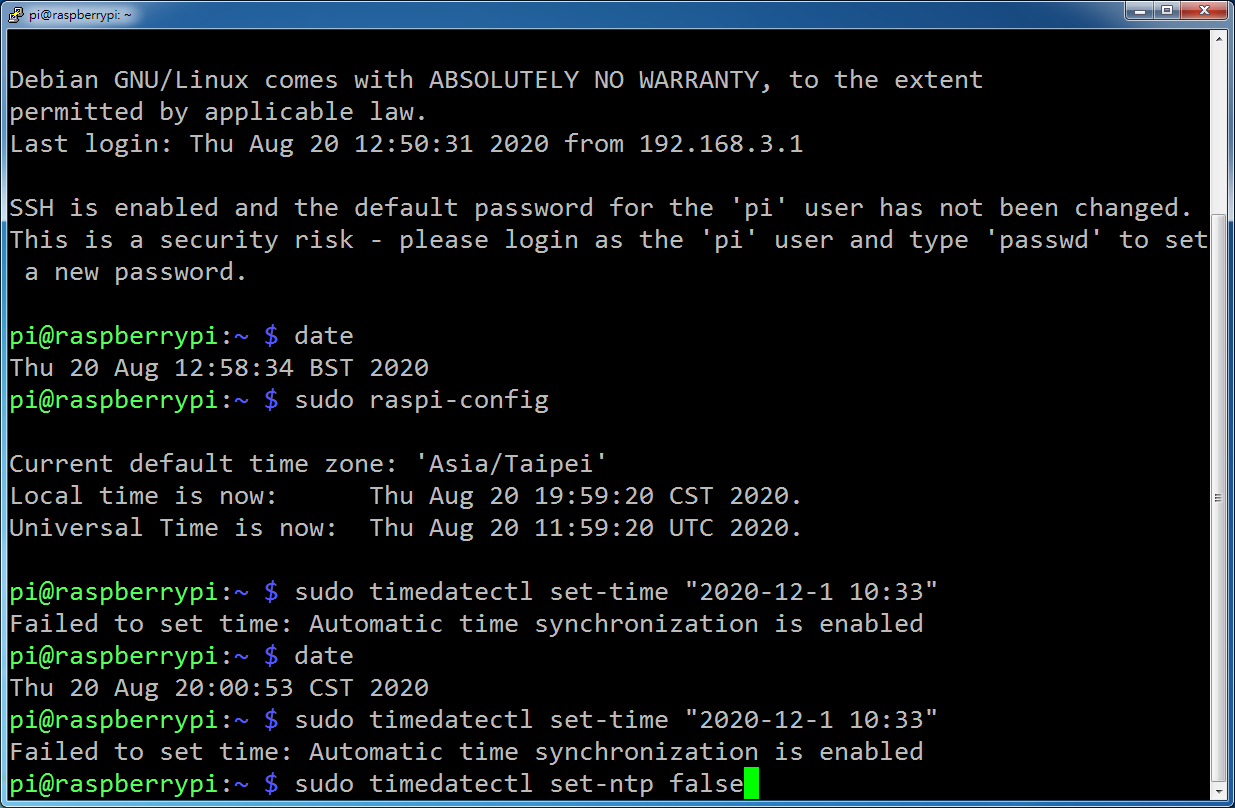 pi@raspberrypi: ~
Debian GNU/Linux comes with ABSOLUTELY NO WARRANTY, to the extent
permitted by applicable law.
Last login: Thu Aug 20 12:50:31 2020 from 192.168.3.1
SSH is enabled and the default password for the 'pi' user has not been changed.
This is a security risk - please login as the 'pi' user and type 'passwd' to set
 a new password.
pi@raspberrypi:~ $ date
Thu 20 Aug 12:58:34 BST 2020
pi@raspberrypi:~ $ sudo raspi-config
Current default time zone: 'Asia/Taipei'
Local time is now:      Thu Aug 20 19:59:20 CST 2020.
Universal Time is now:  Thu Aug 20 11:59:20 UTC 2020.
pi@raspberrypi:~ $ sudo timedatectl set-time "2020-12-1 10:33"
Failed to set time: Automatic time synchronization is enabled
pi@raspberrypi:~ $ date
Thu 20 Aug 20:00:53 CST 2020
pi@raspberrypi:~ $ sudo timedatectl set-time "2020-12-1 10:33"
Failed to set time: Automatic time synchronization is enabled
pi@raspberrypi:~ $ sudo timedatectl set-ntp false